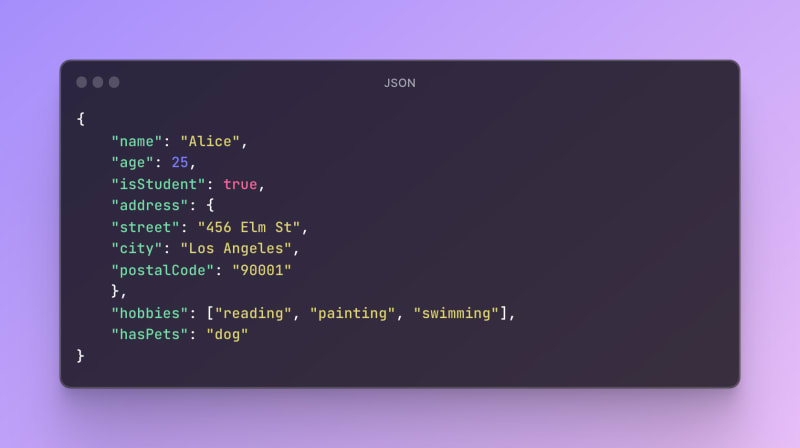 JSON
{
    "name": "Alice",
    "age": 25,
    "isStudent": true,
    "address": {
    "street": "456 Elm St",
    "city": "Los Angeles",
    "postalCode": "90001"
    },
    "hobbies": ["reading", "painting", "swimming"],
    "hasPets": "dog"
}